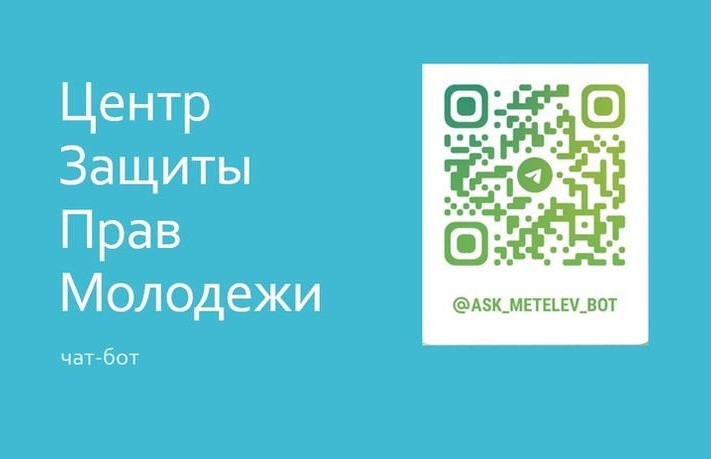 Центр
Защиты
Прав
Молодежи
чат-бот
@ASK_METELEV_BOT